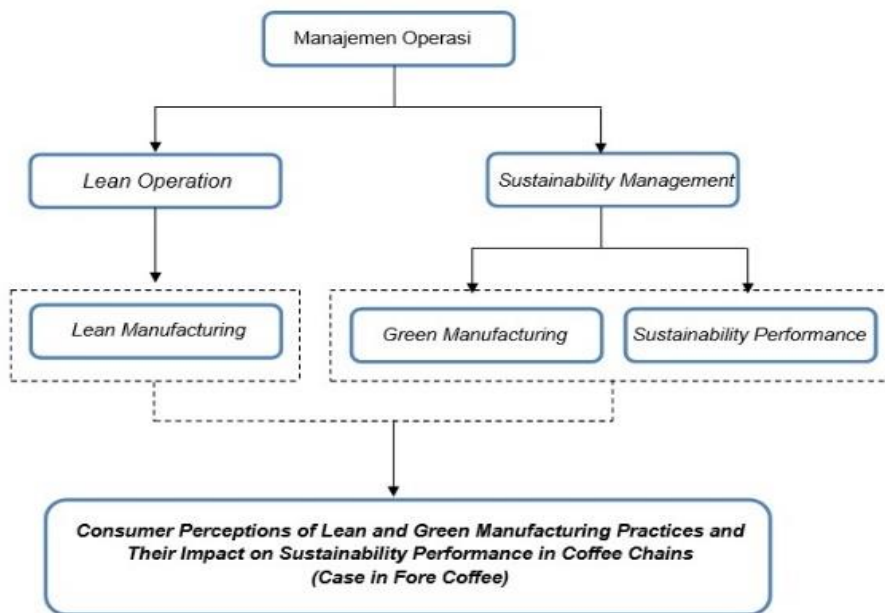 Manajemen Operasi
Lean Operation
Sustainability Management
Lean Manufacturing
Green Manufacturing
Sustainability Performance
Consumer Perceptions of Lean and Green Manufacturing Practices and
Their Impact on Sustainability Performance in Coffee Chains
(Case in Fore Coffee)